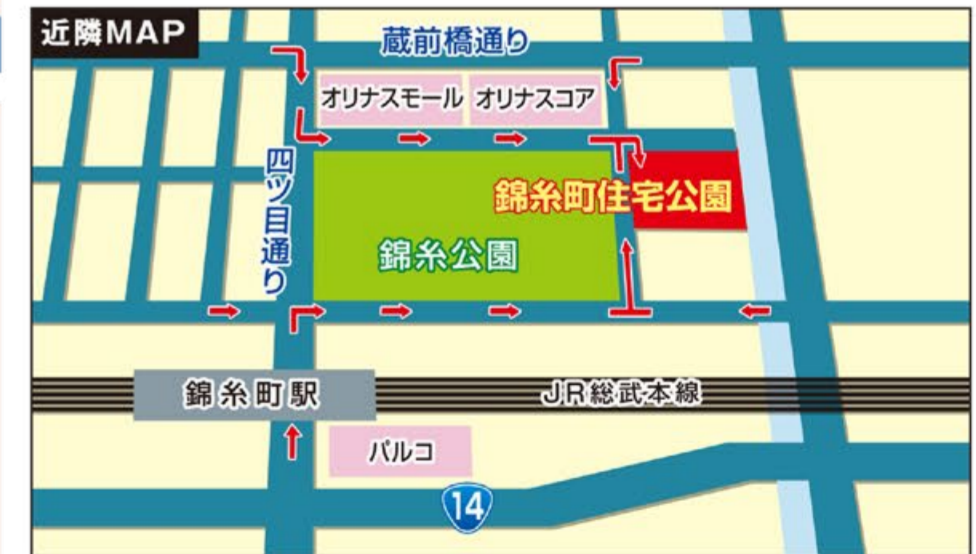 近隣MAP
蔵前橋通り
オリナスモール
オリナスコア
四ツ目通り
錦糸町住宅公園
錦糸公園
錦糸町駅
JR総武本線
パルコ
14